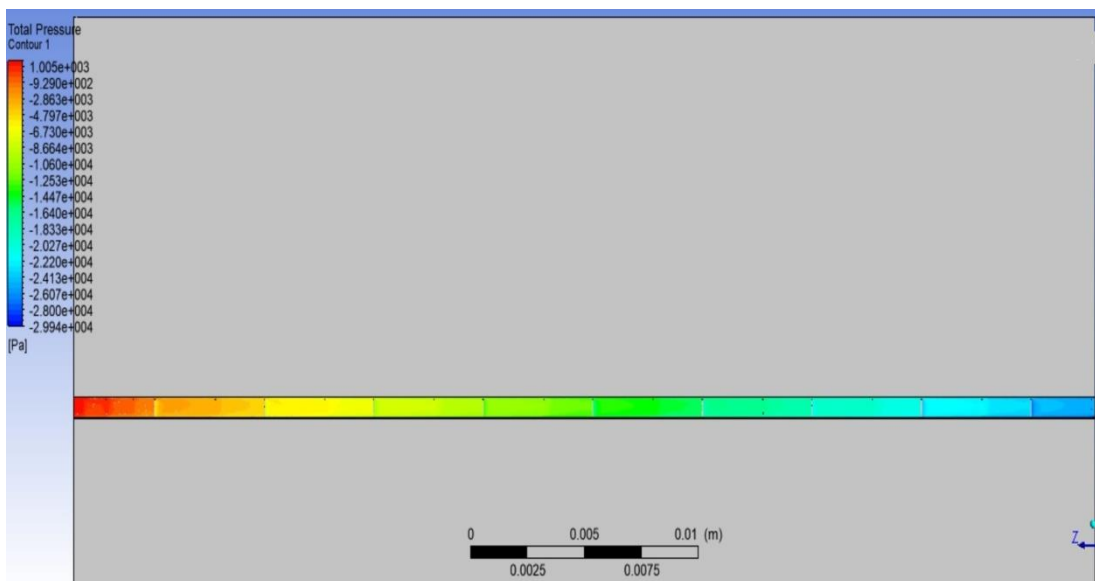 Total Pressure
Contour 1
1.005e+003
-9.290e+002
-2.863e+003
-4.797e+003
-6.730e+003
-8.664e+003
-1.060e+004
-1.253e+004
-1.447e+004
-1.640e+004
-1.833e+004
-2.027e+004
-2.220e+004
-2.413e+004
-2.607e+004
-2.800e+004
-2.994e+004
[Pa]
0 0.005 0.01 (m)
0.0025 0.0075
Z